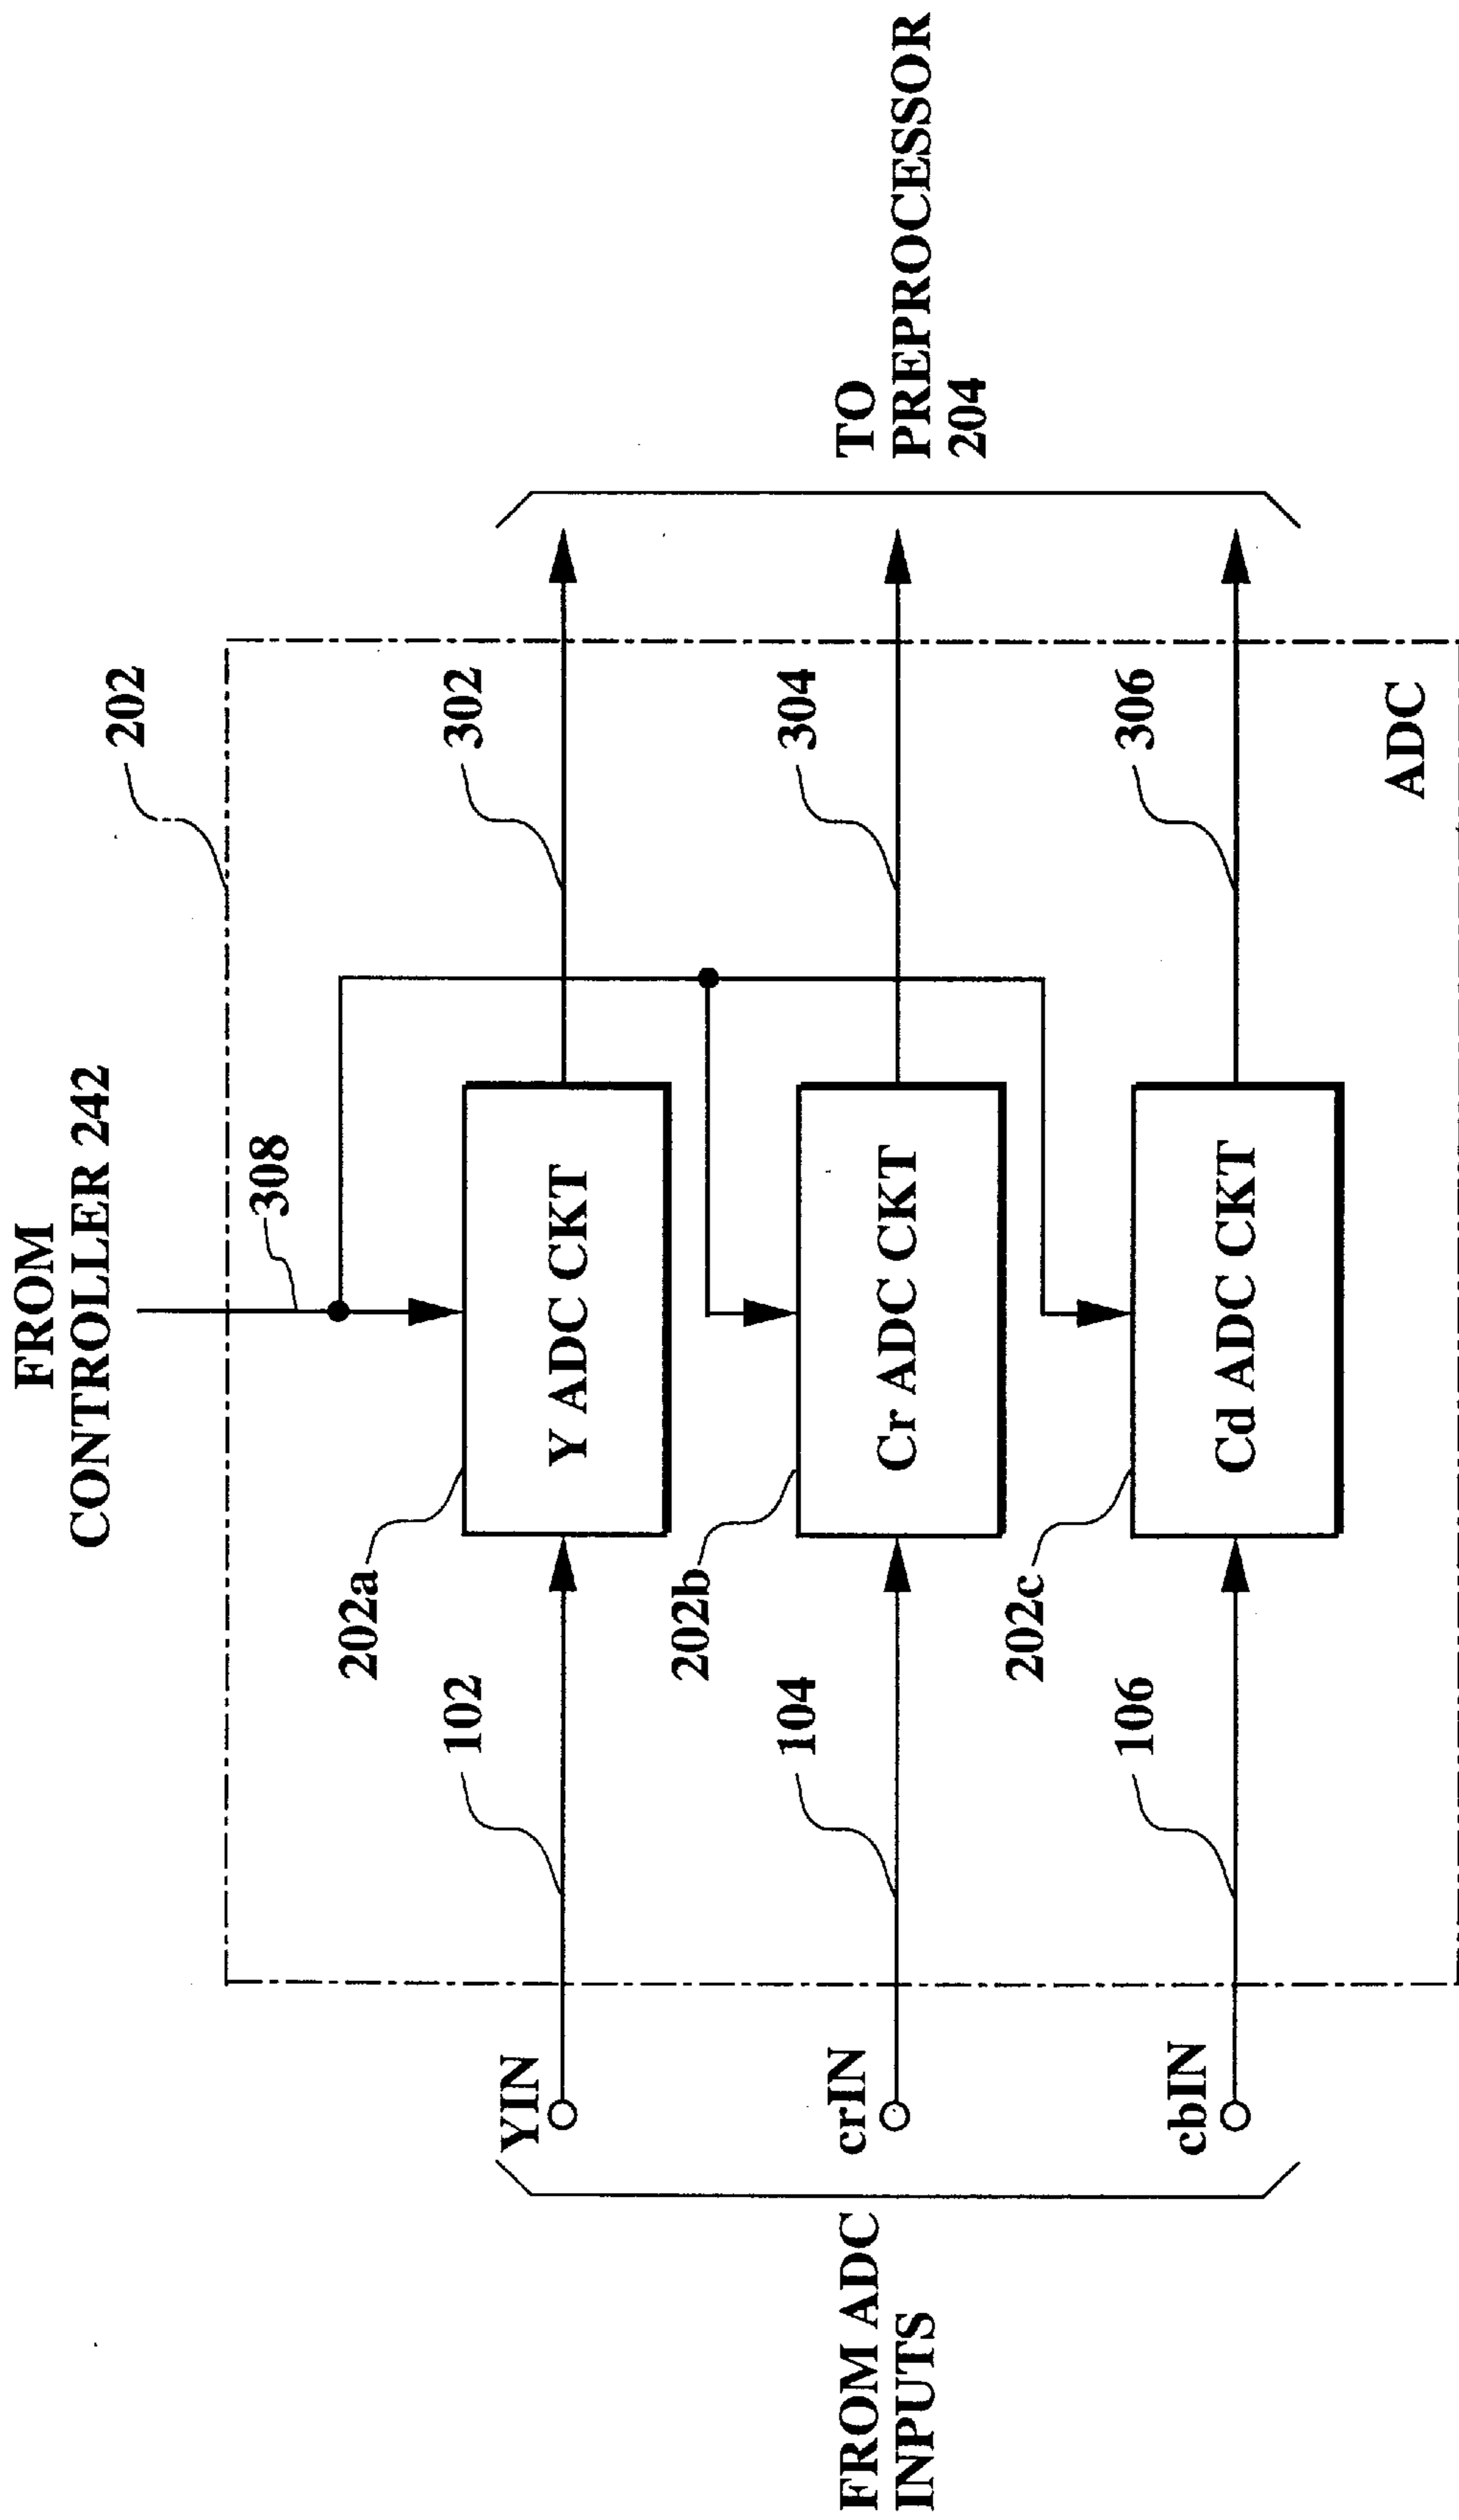 FROM
CONTROLLER 242
202
308
202a
102
YIN
Y ADC CKT
302
FROM ADC
INPUTS
202b
104
crIN
Cr ADC CKT
304
TO
PREPROCESSOR
204
202c
106
cbIN
Cd ADC CKT
306
ADC